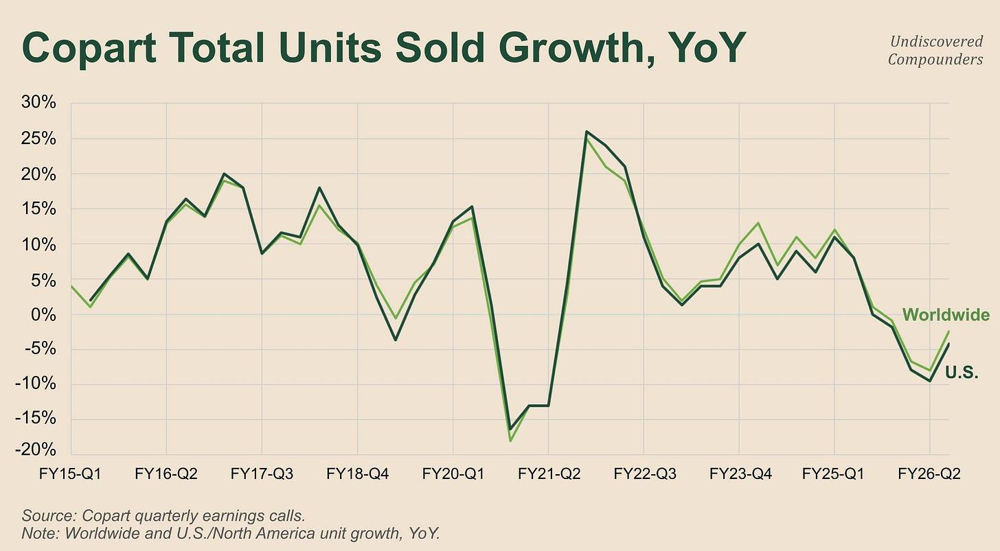 Copart Total Units Sold Growth, YoY
Undiscovered
Compounders
30%
25%
20%
15%
10%
5%
0%
-5%
-10%
-15%
-20%
Worldwide
U.S.
FY15-Q1 FY16-Q2 FY17-Q3 FY18-Q4 FY20-Q1 FY21-Q2 FY22-Q3 FY23-Q4 FY25-Q1 FY26-Q2
Source: Copart quarterly earnings calls.
Note: Worldwide and U.S./North America unit growth, YoY.